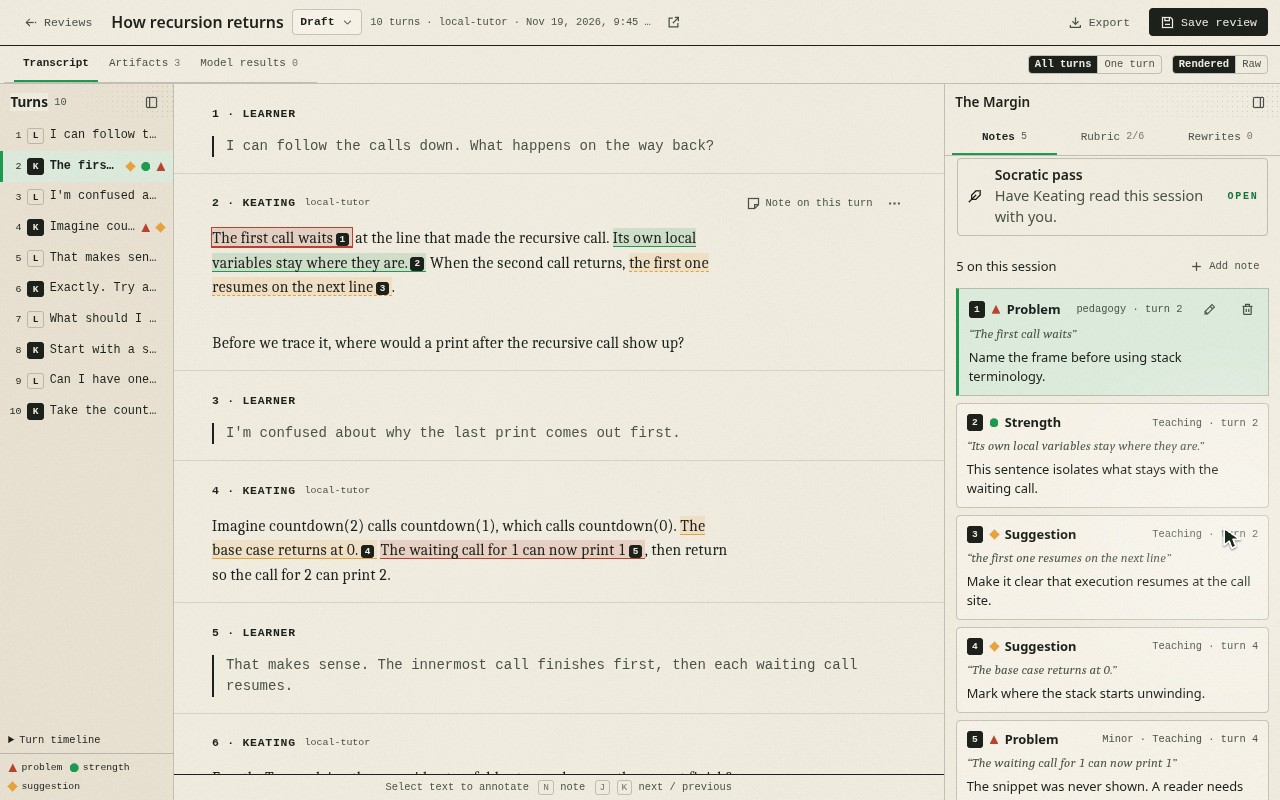 Reviews
How recursion returns
Draft
10 turns · local-tutor · Nov 19, 2026, 9:45 …
Export
Save review
Transcript
Artifacts 3
Model results 0
All turns
One turn
Rendered
Raw
Turns 10
1 L I can follow t…
2 K The firs…
3 L I'm confused a…
4 K Imagine cou…
5 L That makes sen…
6 K Exactly. Try a…
7 L What should I …
8 K Start with a s…
9 L Can I have one…
10 K Take the count…
Turn timeline
problem
strength
suggestion
1 · LEARNER
I can follow the calls down. What happens on the way back?
2 · KEATING local-tutor
Note on this turn
The first call waits 1 at the line that made the recursive call. Its own local
variables stay where they are. 2 When the second call returns, the first one
resumes on the next line 3 .
Before we trace it, where would a print after the recursive call show up?
3 · LEARNER
I'm confused about why the last print comes out first.
4 · KEATING local-tutor
Imagine countdown(2) calls countdown(1), which calls countdown(0). The
base case returns at 0. 4 The waiting call for 1 can now print 1 5 , then return
so the call for 2 can print 2.
5 · LEARNER
That makes sense. The innermost call finishes first, then each waiting call
resumes.
6 · KEATING local-tutor
Select text to annotate N note J K next / previous
The Margin
Notes 5
Rubric 2/6
Rewrites 0
Socratic pass
Have Keating read this session
with you.
OPEN
5 on this session
Add note
1 Problem pedagogy · turn 2
“The first call waits”
Name the frame before using stack
terminology.
2 Strength Teaching · turn 2
“Its own local variables stay where they are.”
This sentence isolates what stays with the
waiting call.
3 Suggestion Teaching · turn 2
“the first one resumes on the next line”
Make it clear that execution resumes at the call
site.
4 Suggestion Teaching · turn 4
“The base case returns at 0.”
Mark where the stack starts unwinding.
5 Problem Minor · Teaching · turn 4
“The waiting call for 1 can now print 1”
The snippet was never shown. A reader needs